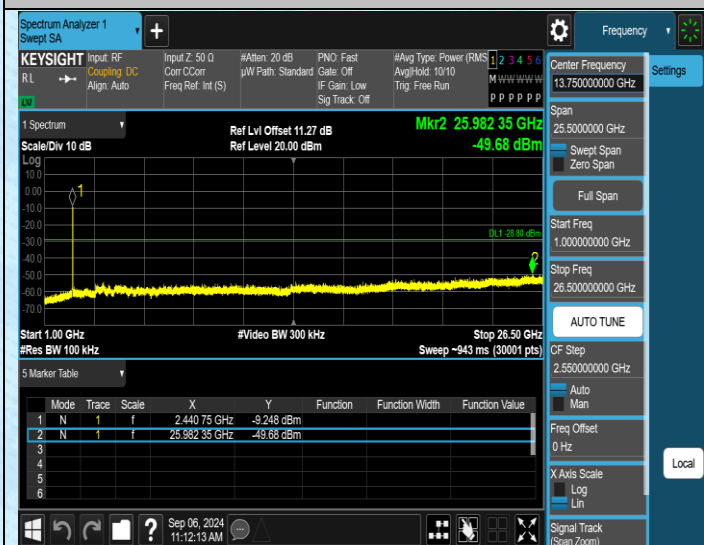 Spectrum Analyzer 1
Swept SA
+
Frequency
KEYSIGHT
RL
LXI
Input: RF
Coupling: DC
Align: Auto
Input Z: 50 Ω
Corr CCorr
Freq Ref: Int (S)
#Atten: 20 dB
µW Path: Standard
PNO: Fast
Gate: Off
IF Gain: Low
Sig Track: Off
#Avg Type: Power (RMS
Avg|Hold: 10/10
Trig: Free Run
1 2 3 4 5 6
M W W W W W
P P P P P P
1 Spectrum
Scale/Div 10 dB
Ref Lvl Offset 11.27 dB
Ref Level 20.00 dBm
Mkr2 25.982 35 GHz
-49.68 dBm
Log
10.0
0.00
-10.0
-20.0
-30.0
-40.0
-50.0
-60.0
-70.0
1
DL1 -28.80 dBm
2
Start 1.00 GHz
#Res BW 100 kHz
#Video BW 300 kHz
Stop 26.50 GHz
Sweep ~943 ms (30001 pts)
5 Marker Table
Mode Trace Scale X Y Function Function Width Function Value
1 N 1 f 2.440 75 GHz -9.248 dBm
2 N 1 f 25.982 35 GHz -49.68 dBm
3
4
5
6
?
Sep 06, 2024
11:12:13 AM
Center Frequency
13.750000000 GHz
Settings
Span
25.5000000 GHz
Swept Span
Zero Span
Full Span
Start Freq
1.000000000 GHz
Stop Freq
26.500000000 GHz
AUTO TUNE
CF Step
2.550000000 GHz
Auto
Man
Freq Offset
0 Hz
X Axis Scale
Log
Lin
Local
Signal Track
(Span Zoom)